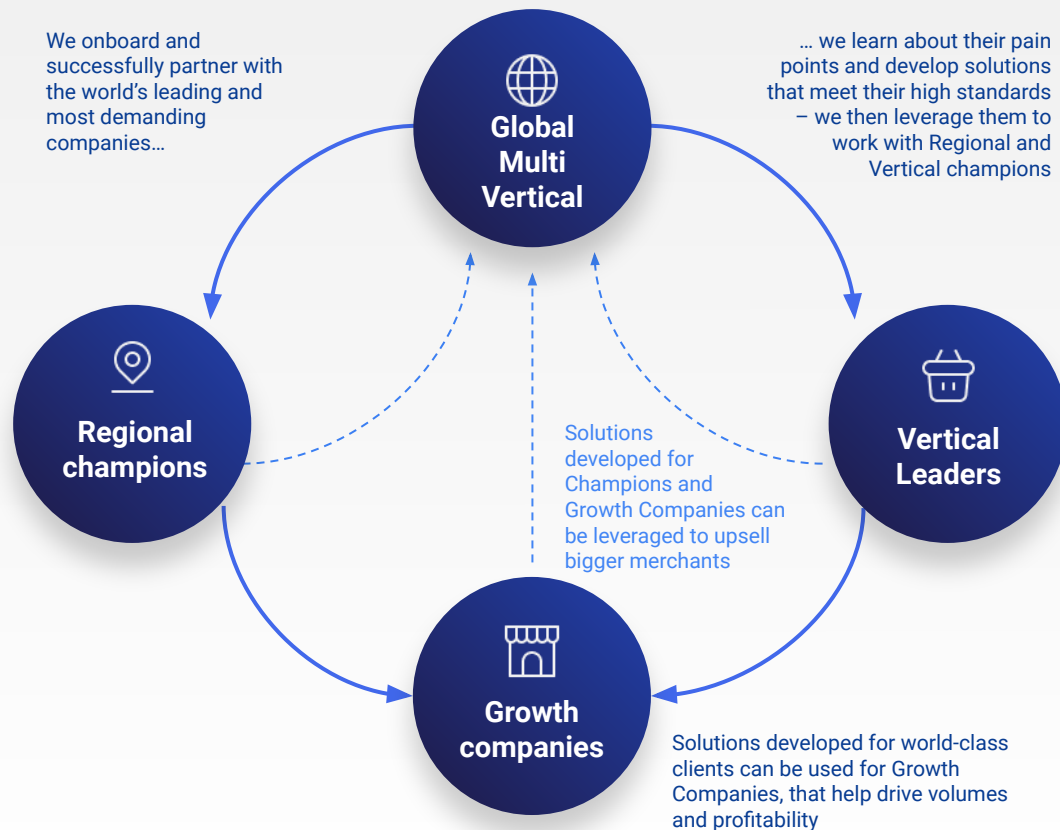 We onboard and
successfully partner with
the world's leading and
most demanding
companies…
Global
Multi
Vertical
… we learn about their pain
points and develop solutions
that meet their high standards
– we then leverage them to
work with Regional and
Vertical champions
Regional
champions
Solutions
developed for
Champions and
Growth Companies can
be leveraged to upsell
bigger merchants
Vertical
Leaders
Growth
companies
Solutions developed for world-class
clients can be used for Growth
Companies, that help drive volumes
and profitability